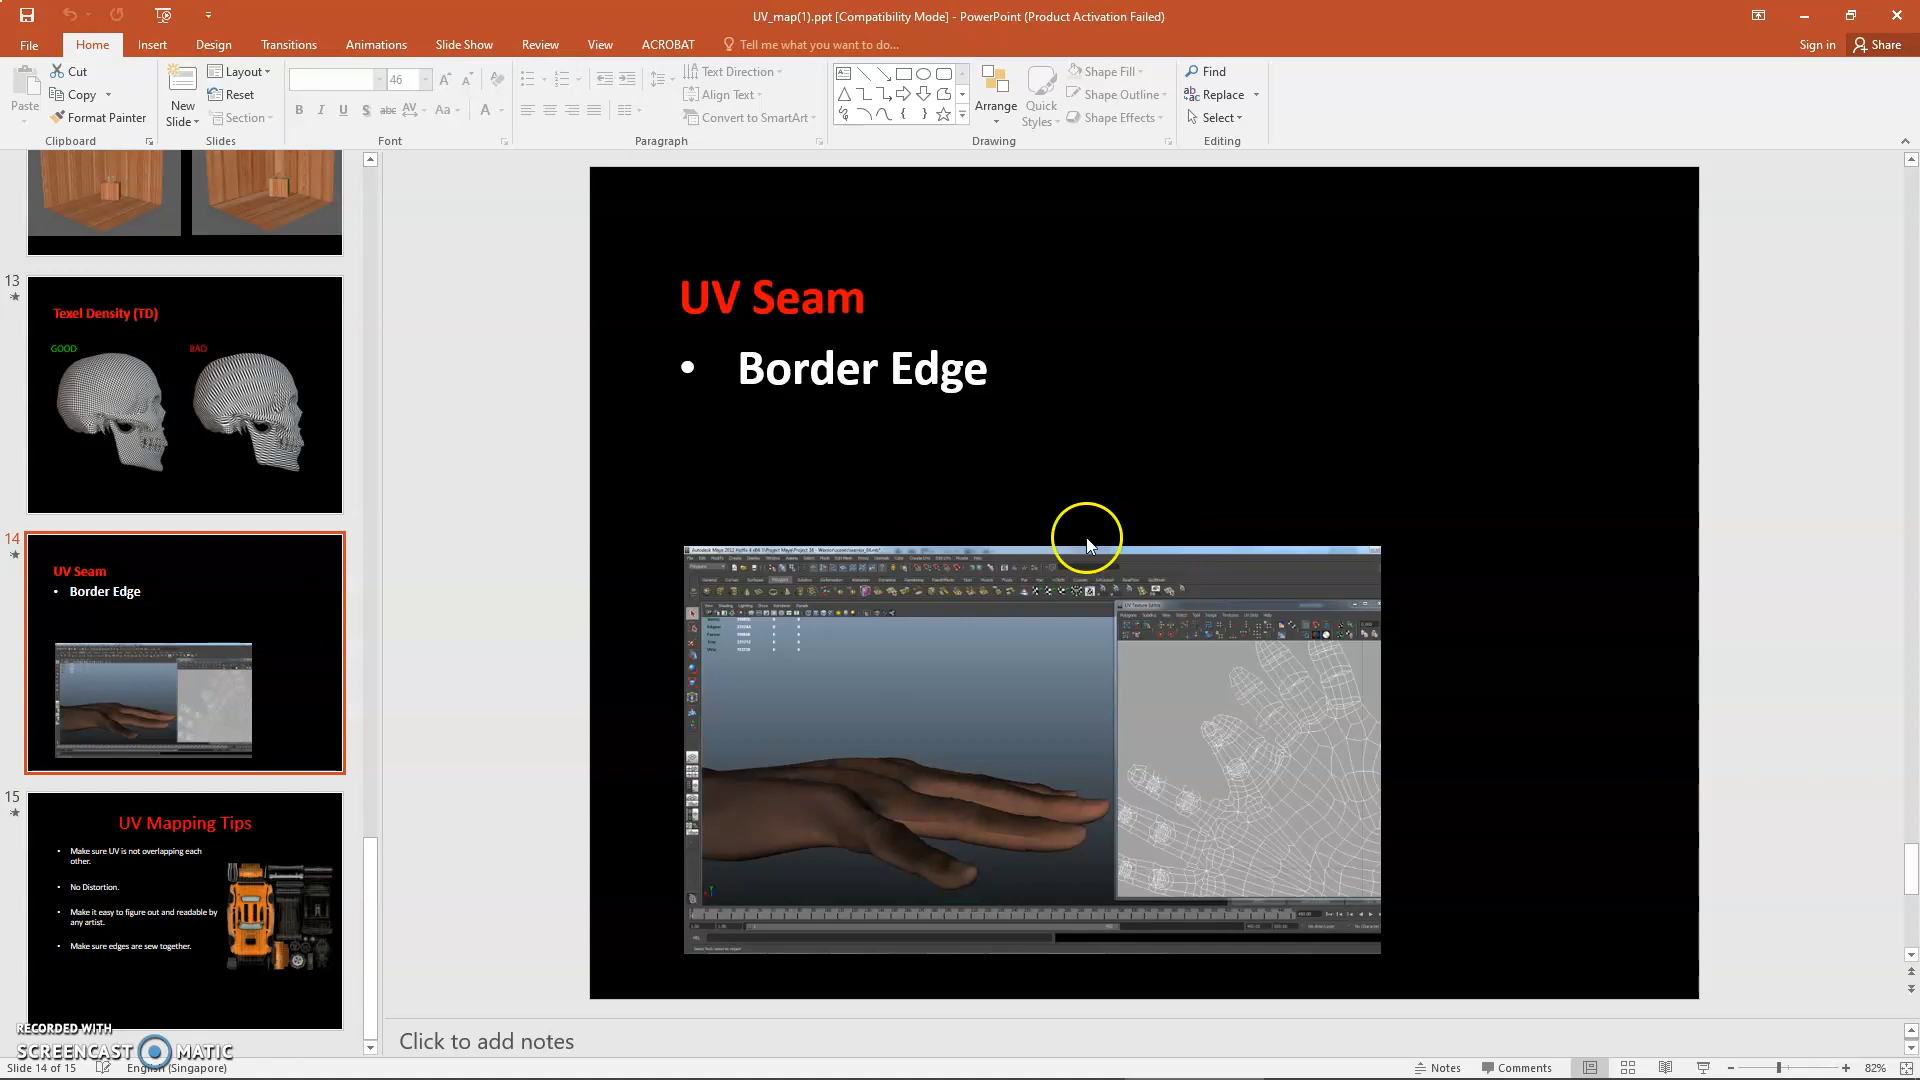 UV_map(1).ppt [Compatibility Mode] - PowerPoint (Product Activation Failed)
File Home Insert Design Transitions Animations Slide Show Review View ACROBAT Tell me what you want to do... Sign in Share
Paste
Cut
Copy
Format Painter
Clipboard
New Slide
Layout
Reset
Section
Slides
46
Font
Text Direction
Align Text
Convert to SmartArt
Paragraph
Arrange
Quick Styles
Shape Fill
Shape Outline
Shape Effects
Drawing
Find
Replace
Select
Editing
13
Texel Density (TD)
GOOD BAD
14
UV Seam
• Border Edge
15
UV Mapping Tips
• Make sure UV is not overlapping each
other.
• No Distortion.
• Make it easy to figure out and readable by
any artist.
• Make sure edges are sew together.
UV Seam
• Border Edge
UV Texture Editor
Click to add notes
RECORDED WITH
SCREENCAST MATIC
Slide 14 of 15 English (Singapore) Notes Comments 82%